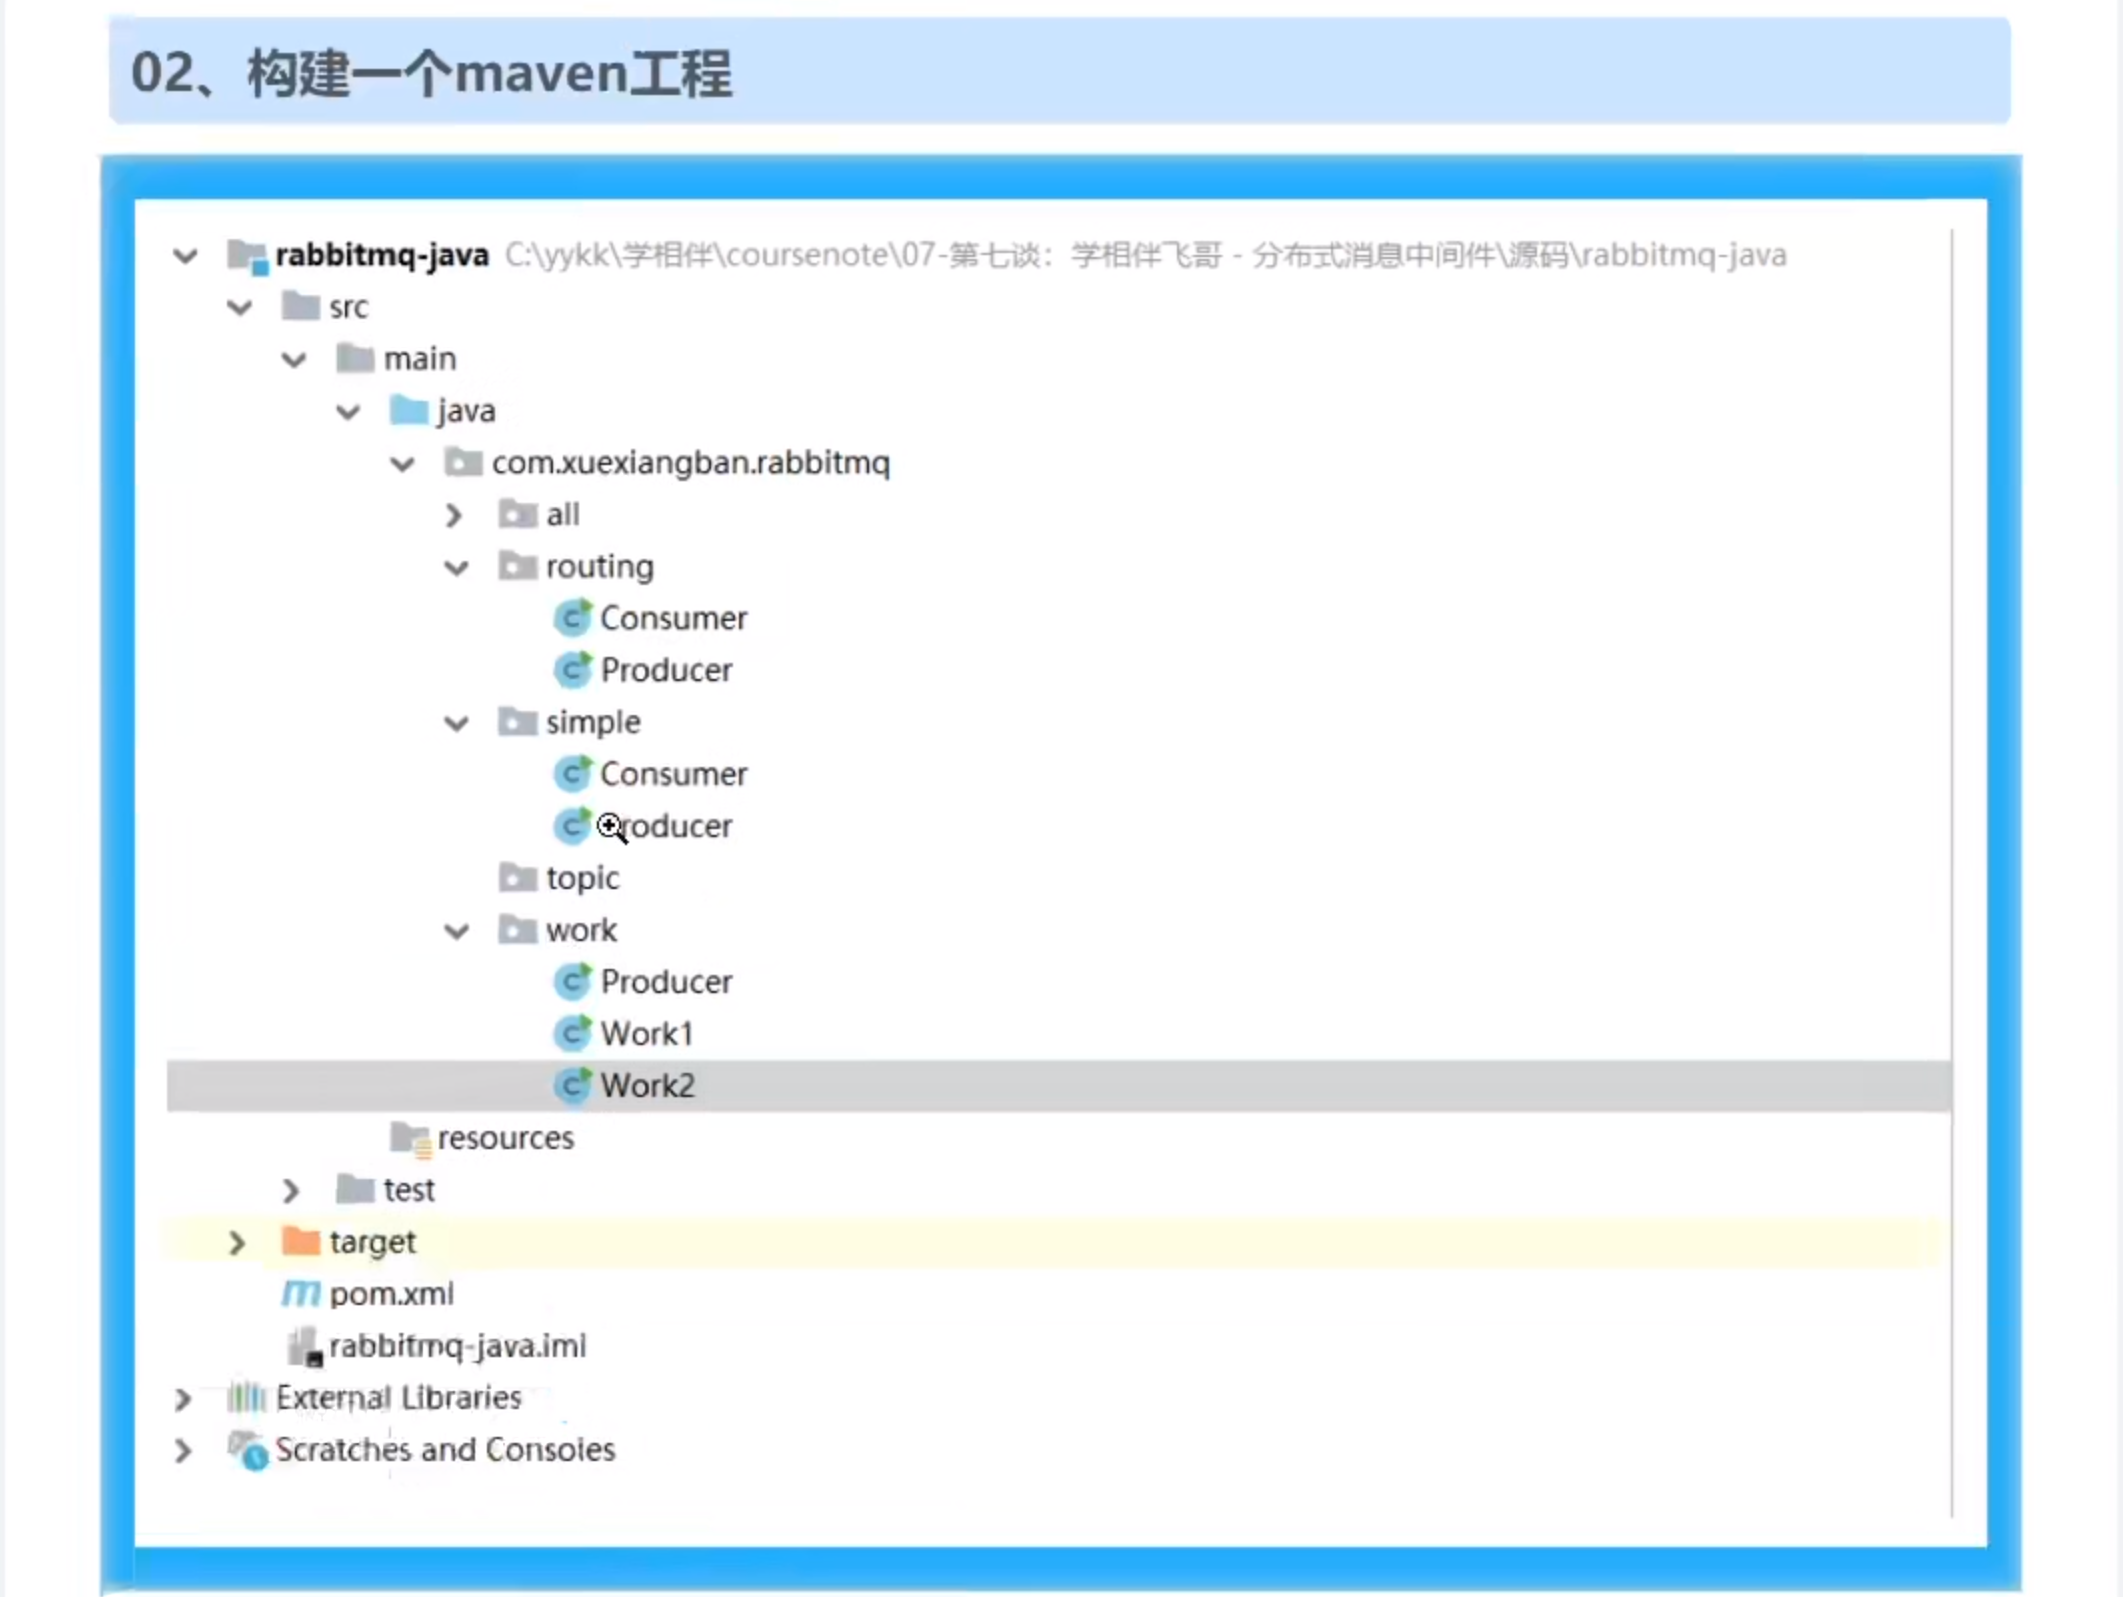 02、构建一个maven工程
rabbitmq-java C:\yykk\学相伴\coursenote\07-第七谈：学相伴飞哥 - 分布式消息中间件\源码\rabbitmq-java
src
main
java
com.xuexiangban.rabbitmq
all
routing
Consumer
Producer
simple
Consumer
roducer
topic
work
Producer
Work1
Work2
resources
test
target
pom.xml
rabbitmq-java.iml
External Libraries
Scratches and Consoles